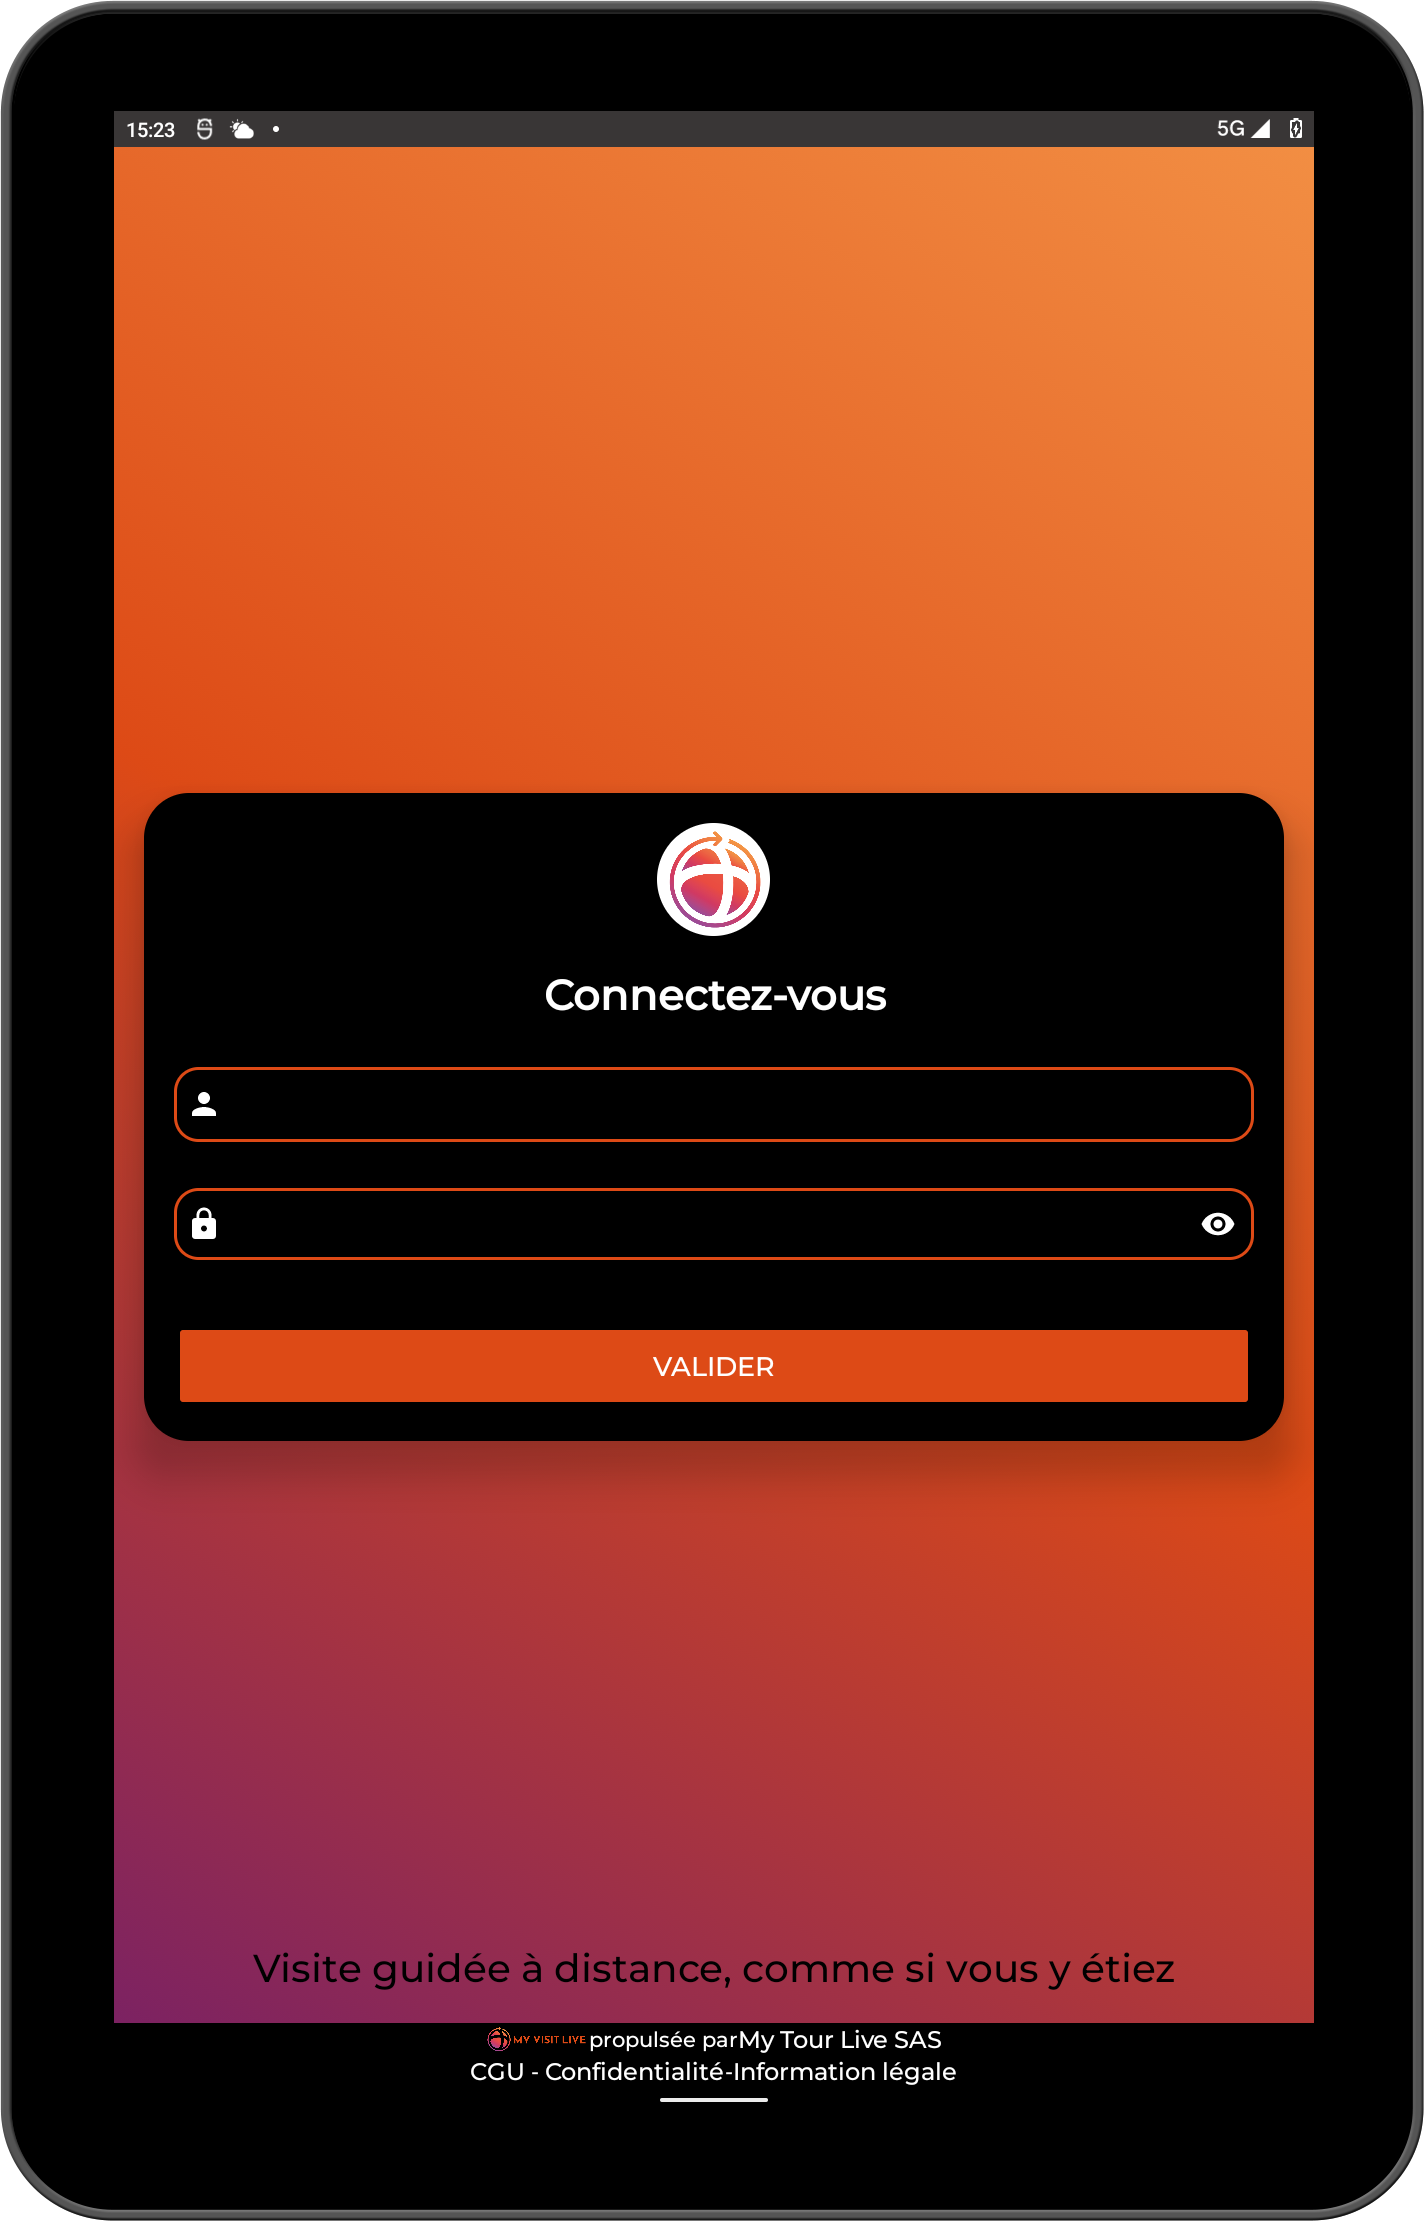 15:23
5G
Connectez-vous
VALIDER
Visite guidée à distance, comme si vous y étiez
MY VISIT LIVE propulsée parMy Tour Live SAS
CGU - Confidentialité-Information légale